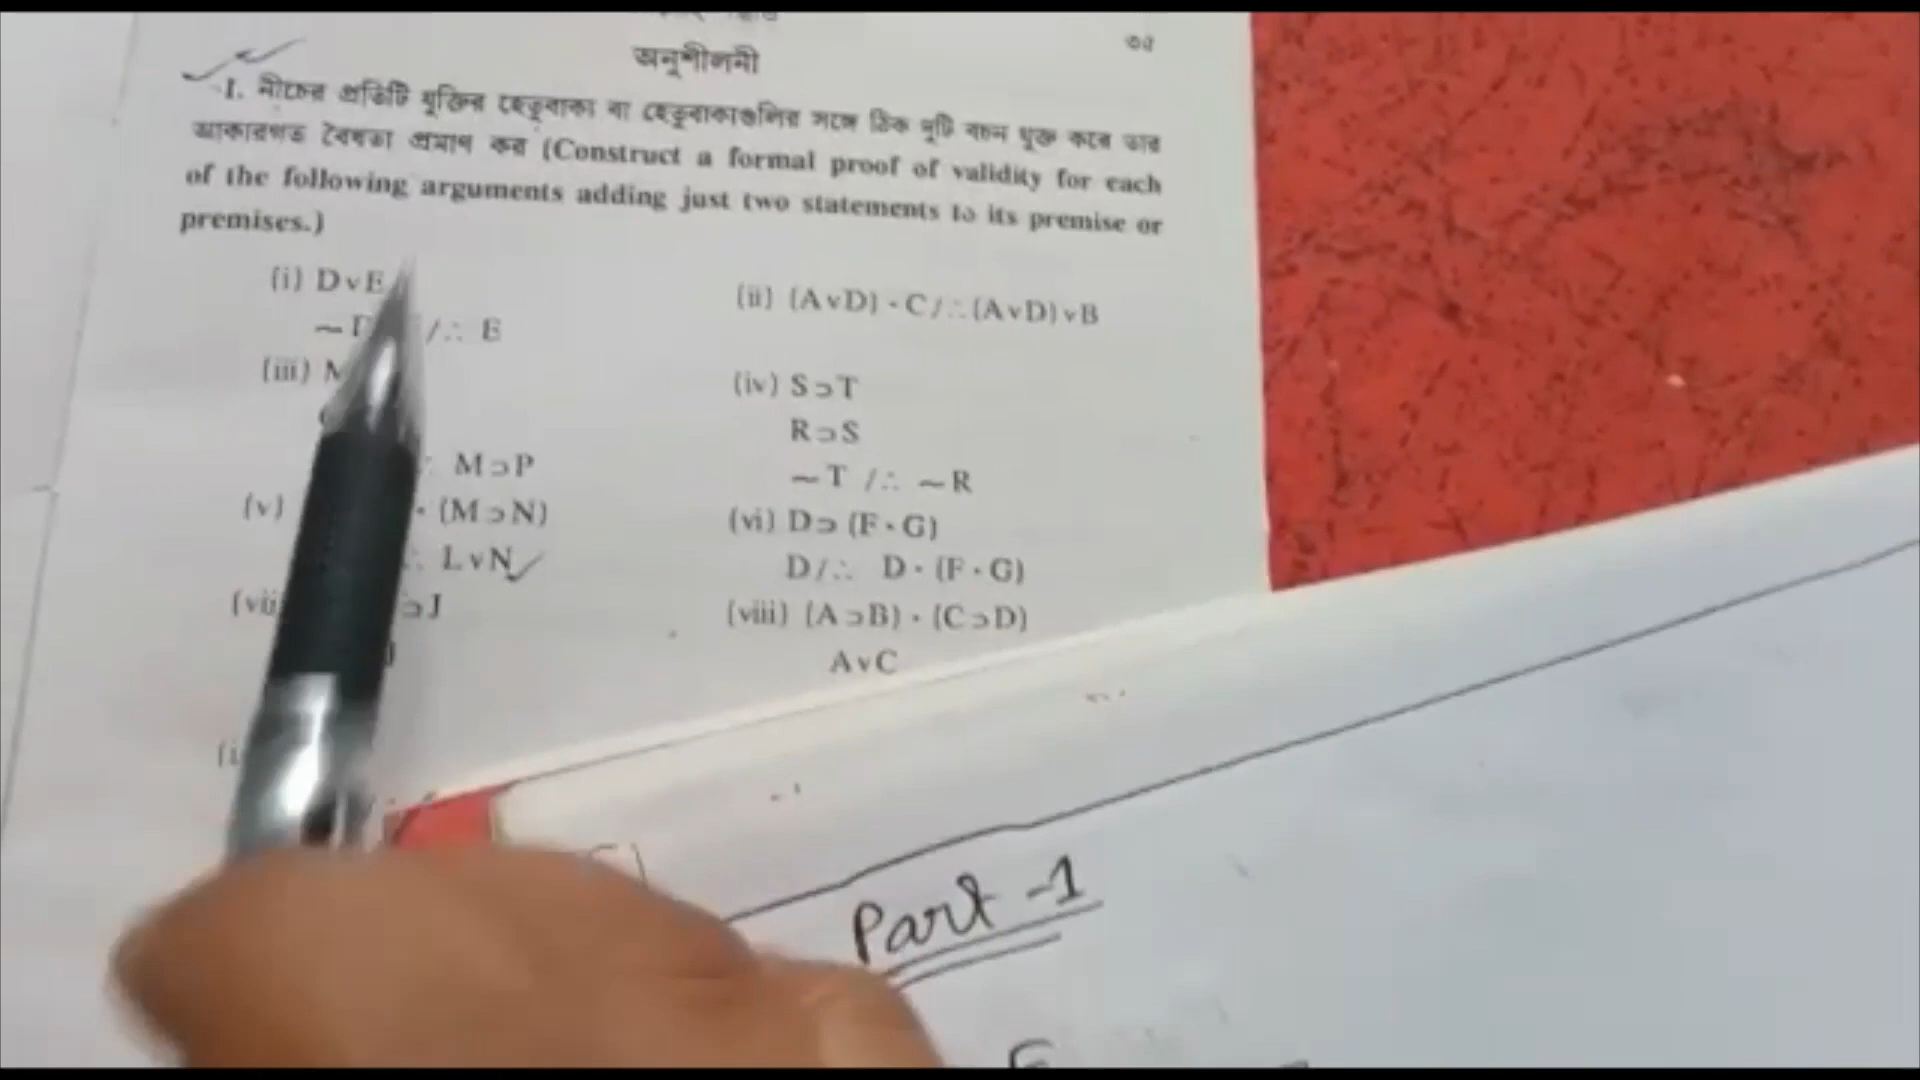 অনুশীলনী
৩৫
I. নীচের প্রতিটি যুক্তির হেতুবাক্য বা হেতুবাক্যগুলির সঙ্গে ঠিক দুটি বচন যুক্ত করে তার
আকারগত বৈধতা প্রমাণ কর (Construct a formal proof of validity for each
of the following arguments adding just two statements to its premise or
premises.)
(i) D v E
~ /∴ E
(ii) (A v D) · C / ∴ (A v D) v B
(iii) M
(iv) S ⊃ T
R ⊃ S
∴ M ⊃ P
~ T /∴ ~ R
(v) · (M ⊃ N)
(vi) D ⊃ (F · G)
∴ L v N
D / ∴ D · (F · G)
(vii ⊃ J
(viii) (A ⊃ B) · (C ⊃ D)
A v C
Part -1